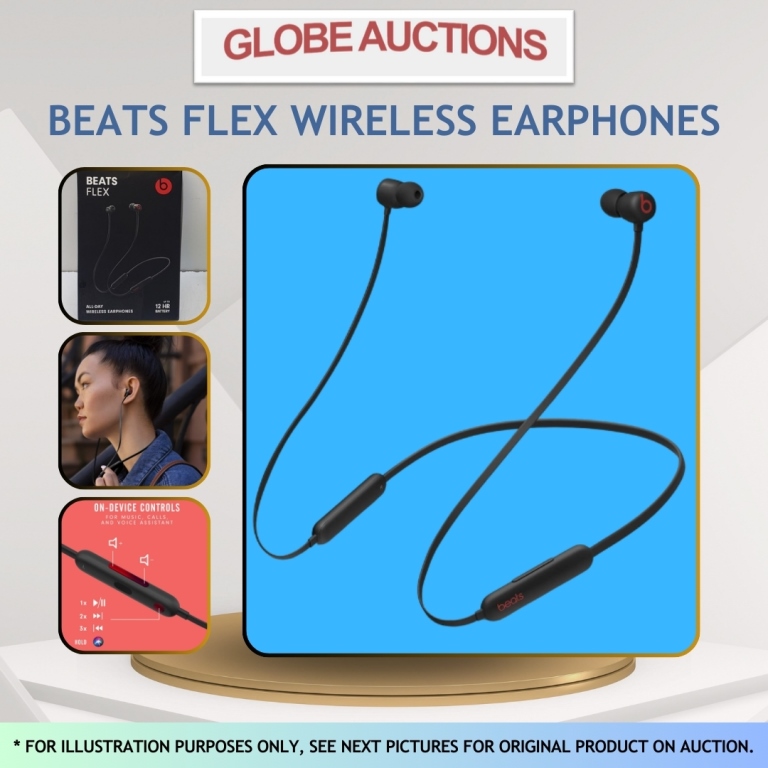 GLOBE AUCTIONS
BEATS FLEX WIRELESS EARPHONES
BEATS
FLEX
ALL-DAY
WIRELESS EARPHONES
12 HR
BATTERY
ON-DEVICE CONTROLS
FOR MUSIC, CALLS,
AND VOICE ASSISTANT
1x
2x
3x
HOLD
beats
* FOR ILLUSTRATION PURPOSES ONLY, SEE NEXT PICTURES FOR ORIGINAL PRODUCT ON AUCTION.